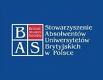 BAS
Stowarzyszenie
Absolwentów
Uniwersytetów
Brytyjskich
w Polsce